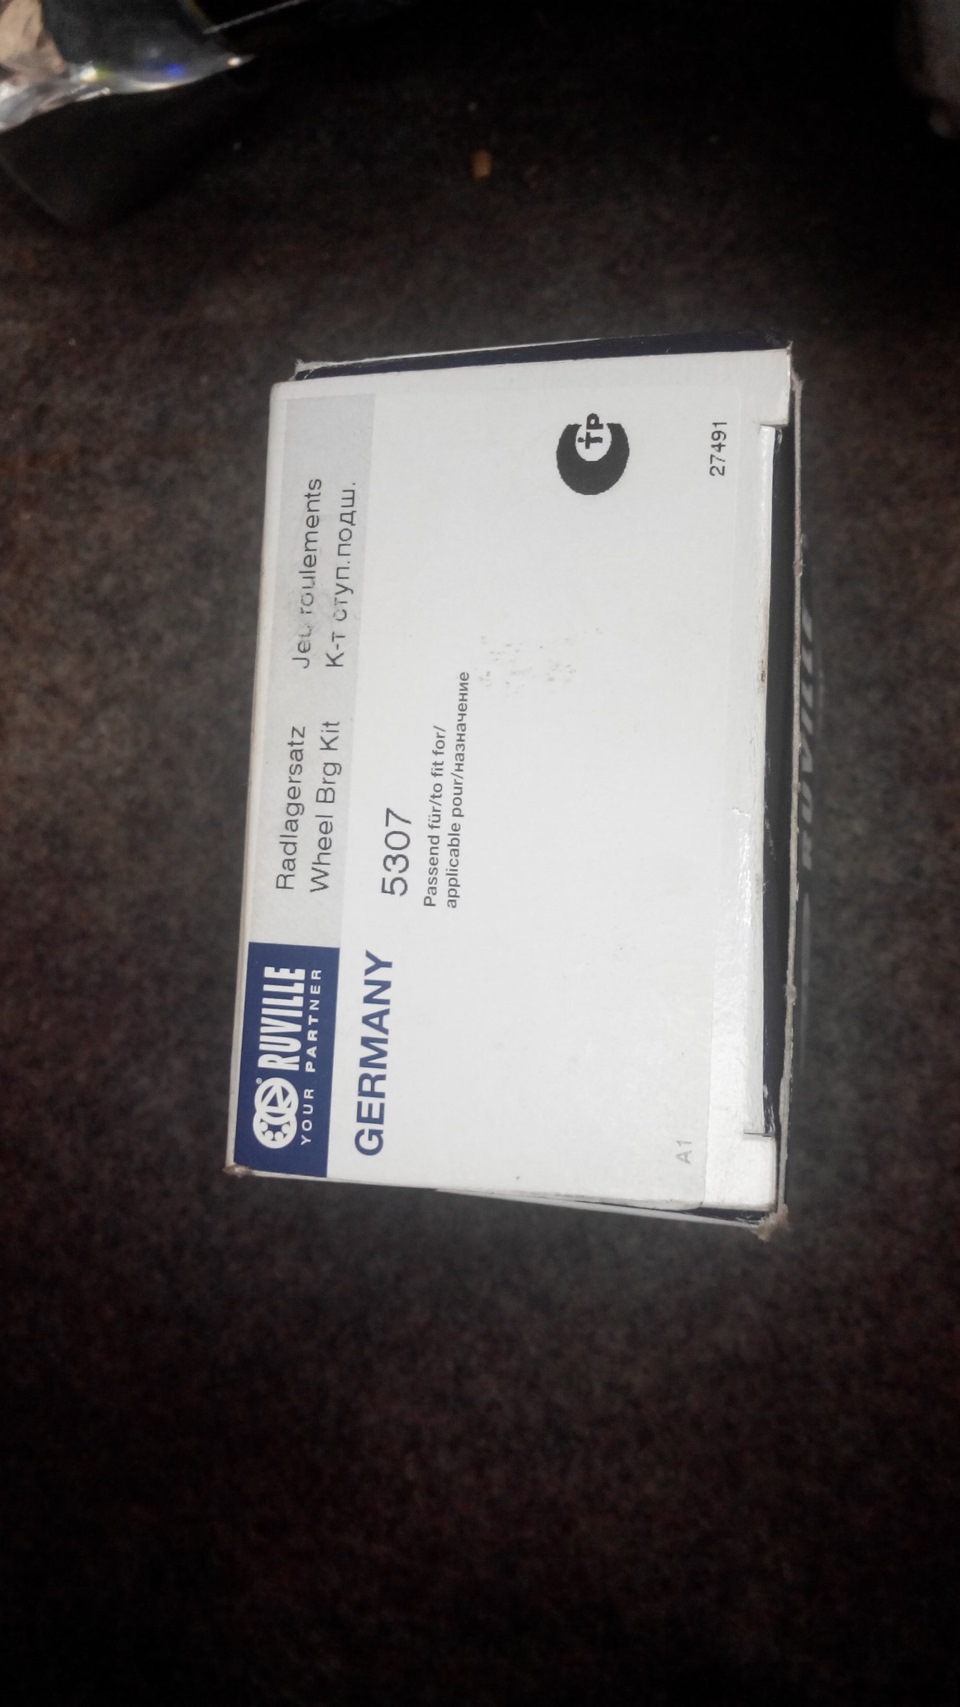 RUVILLE
YOUR PARTNER
Radlagersatz Jeu roulements
Wheel Brg Kit К-т ступ.подш.
GERMANY 5307
Passend für/to fit for/
applicable pour/назначение
A1 27491